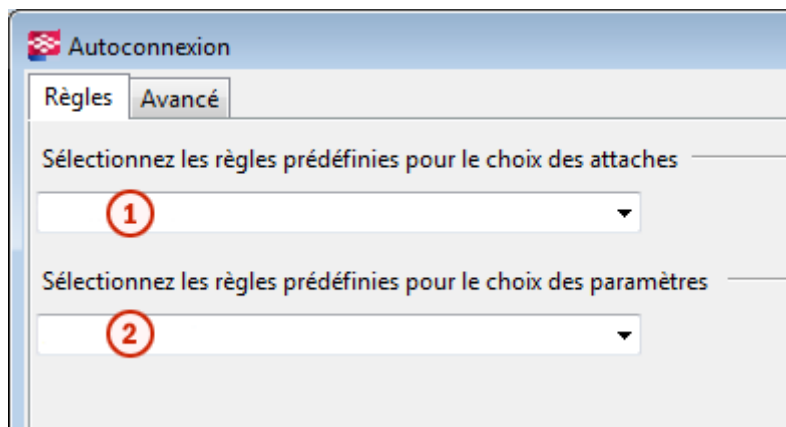 Autoconnexion
Règles Avancé
Sélectionnez les règles prédéfinies pour le choix des attaches
1
Sélectionnez les règles prédéfinies pour le choix des paramètres
2